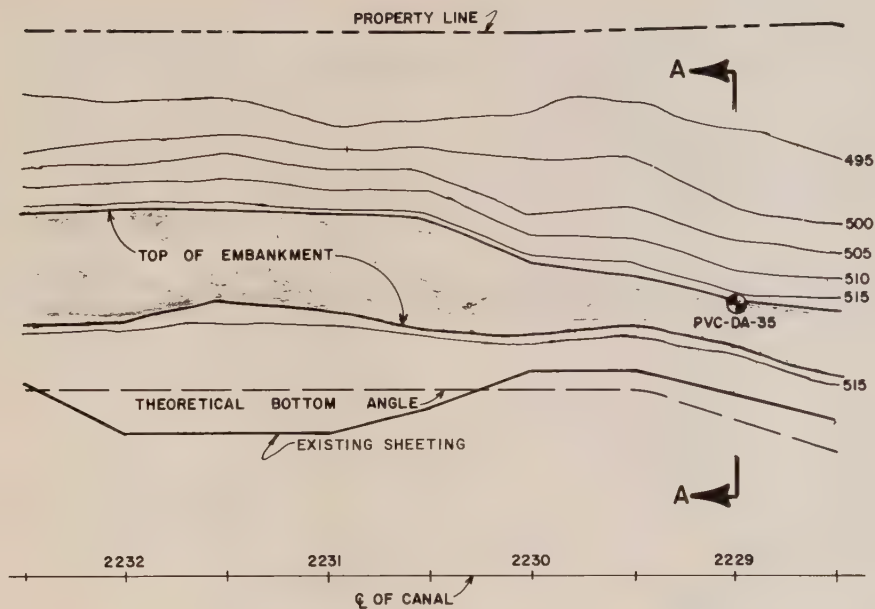 PROPERTY LINE
A
495
500
505
510
515
TOP OF EMBANKMENT
PVC-DA-35
515
THEORETICAL BOTTOM ANGLE
EXISTING SHEETING
A
2232 2231 2230 2229
℄ OF CANAL